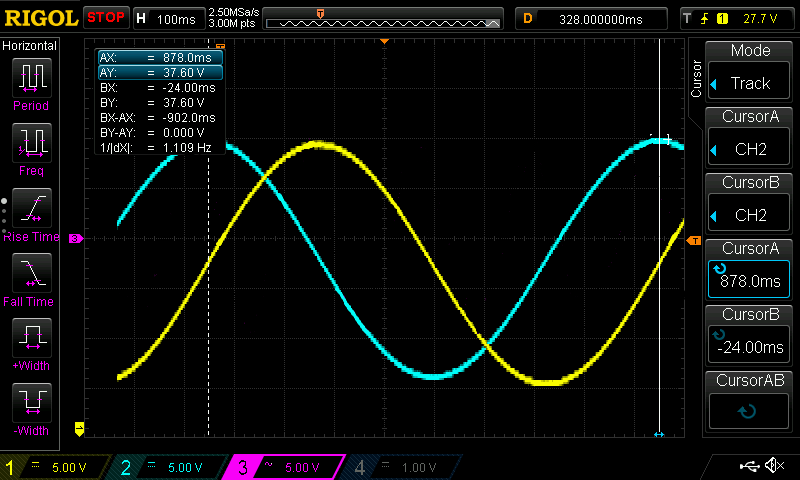 RIGOL STOP H 100ms 2.50MSa/s 3.00M pts T D 328.000000ms T 1 27.7 V
Horizontal
Period
Freq
Rise Time
Fall Time
+Width
-Width
AX: = 878.0ms
AY: = 37.60 V
BX: = -24.00ms
BY: = 37.60 V
BX-AX: = -902.0ms
BY-AY: = 0.000 V
1/|dX|: = 1.109 Hz
T
3
T
Cursor
Mode
Track
CursorA
CH2
CursorB
CH2
CursorA
878.0ms
CursorB
-24.00ms
CursorAB
1 5.00 V 2 5.00 V 3 5.00 V 4 1.00 V